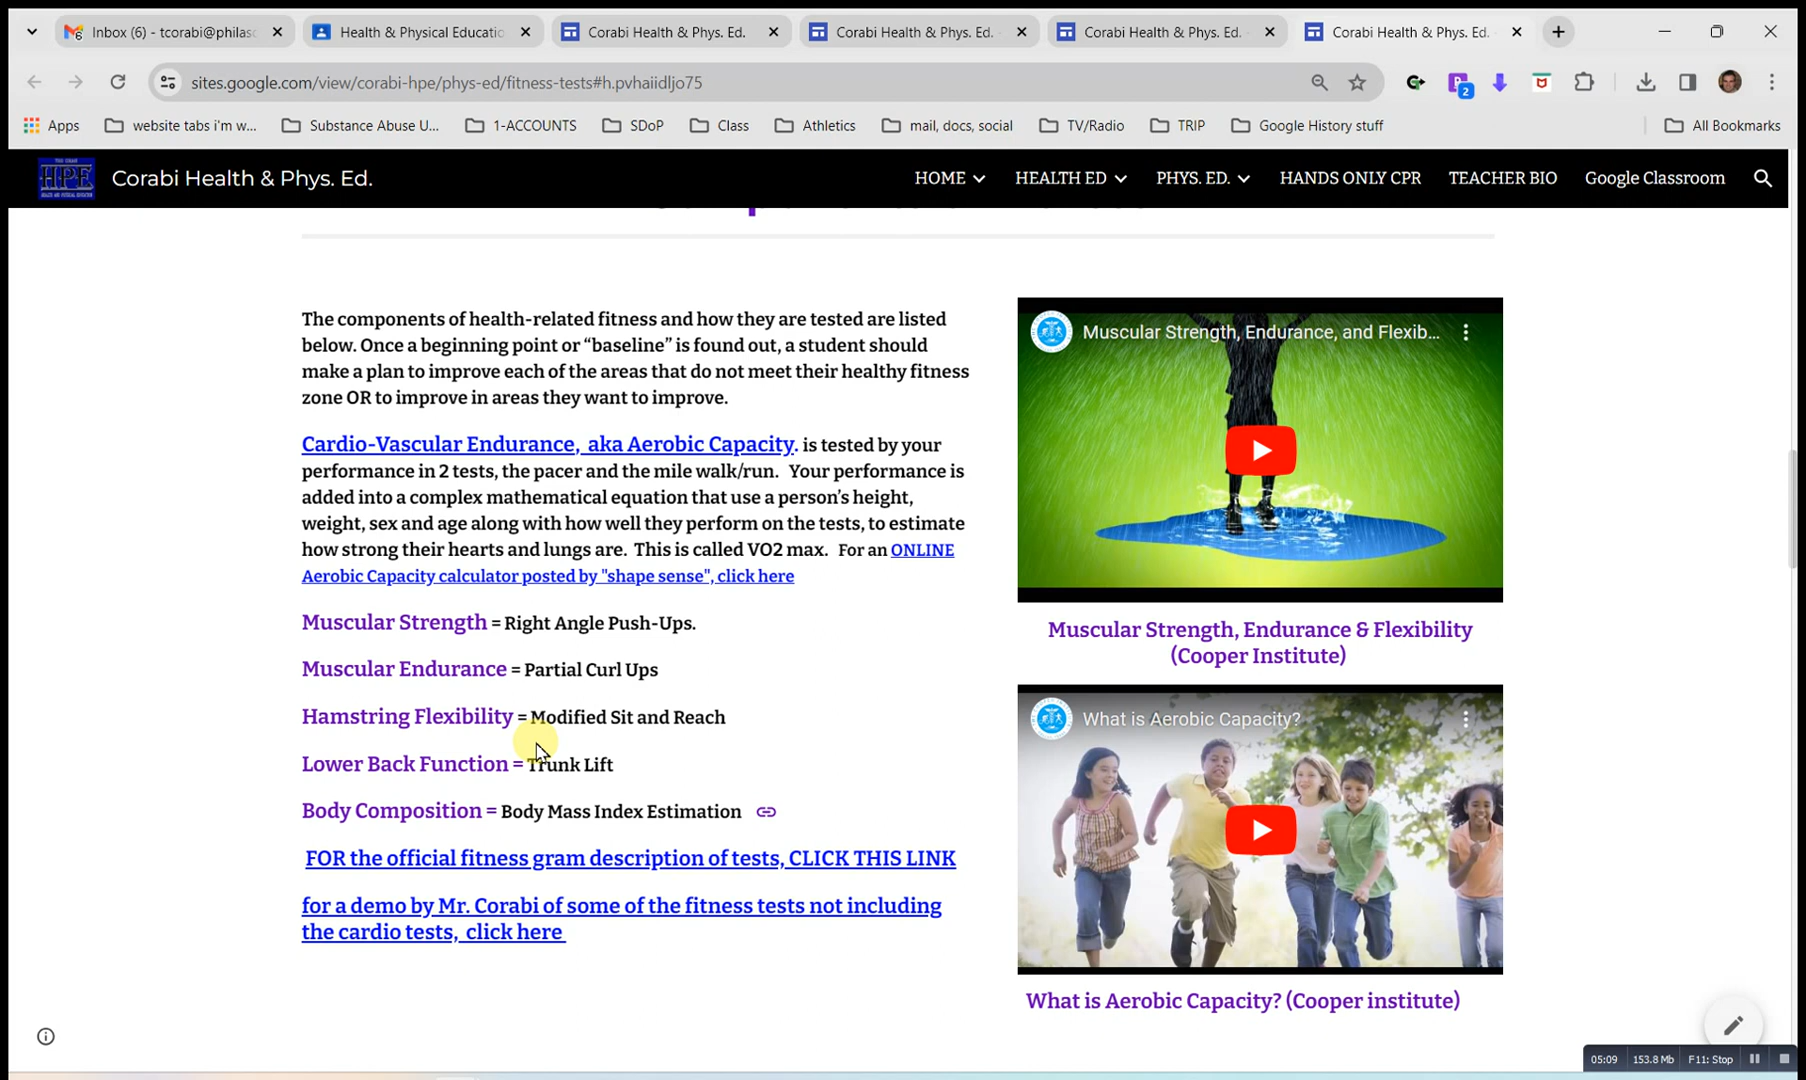 Inbox (6) - tcorabi@philasc
Health & Physical Educatio
Corabi Health & Phys. Ed.
Corabi Health & Phys. Ed. -
Corabi Health & Phys. Ed. -
Corabi Health & Phys. Ed. -
sites.google.com/view/corabi-hpe/phys-ed/fitness-tests#h.pvhaiidljo75
2
Apps
website tabs i'm w...
Substance Abuse U...
1-ACCOUNTS
SDoP
Class
Athletics
mail, docs, social
TV/Radio
TRIP
Google History stuff
All Bookmarks
HPE
Corabi Health & Phys. Ed.
HOME
HEALTH ED
PHYS. ED.
HANDS ONLY CPR
TEACHER BIO
Google Classroom
The components of health-related fitness and how they are tested are listed
below. Once a beginning point or “baseline” is found out, a student should
make a plan to improve each of the areas that do not meet their healthy fitness
zone OR to improve in areas they want to improve.
Cardio-Vascular Endurance, aka Aerobic Capacity. is tested by your
performance in 2 tests, the pacer and the mile walk/run. Your performance is
added into a complex mathematical equation that use a person’s height,
weight, sex and age along with how well they perform on the tests, to estimate
how strong their hearts and lungs are. This is called VO2 max. For an ONLINE
Aerobic Capacity calculator posted by "shape sense", click here
Muscular Strength = Right Angle Push-Ups.
Muscular Endurance = Partial Curl Ups
Hamstring Flexibility = Modified Sit and Reach
Lower Back Function = Trunk Lift
Body Composition = Body Mass Index Estimation
FOR the official fitness gram description of tests, CLICK THIS LINK
for a demo by Mr. Corabi of some of the fitness tests not including
the cardio tests, click here
Muscular Strength, Endurance, and Flexib...
Muscular Strength, Endurance & Flexibility
(Cooper Institute)
What is Aerobic Capacity?
What is Aerobic Capacity? (Cooper institute)
05:09
153.8 Mb
F11: Stop